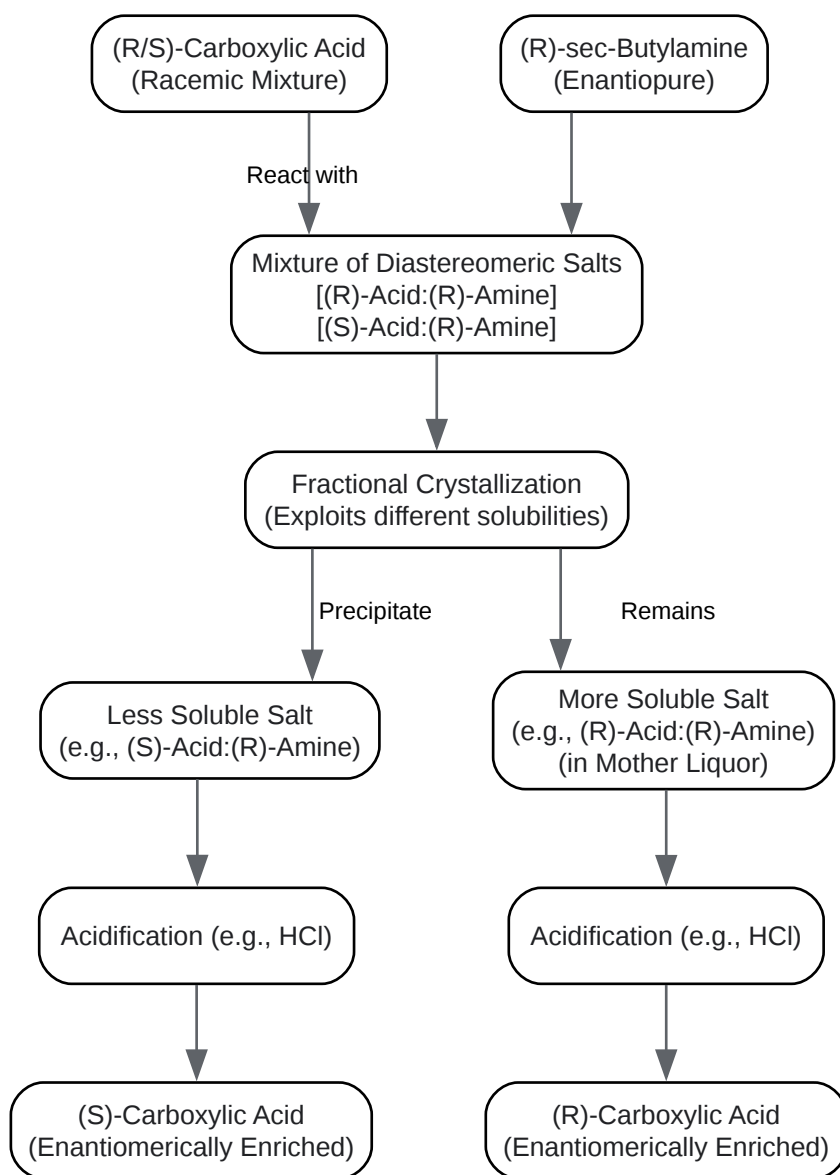 (R/S)-Carboxylic Acid
(Racemic Mixture)
(R)-sec-Butylamine
(Enantiopure)
React with
Mixture of Diastereomeric Salts
[(R)-Acid:(R)-Amine]
[(S)-Acid:(R)-Amine]
Fractional Crystallization
(Exploits different solubilities)
Precipitate
Remains
Less Soluble Salt
(e.g., (S)-Acid:(R)-Amine)
More Soluble Salt
(e.g., (R)-Acid:(R)-Amine)
(in Mother Liquor)
Acidification (e.g., HCl)
Acidification (e.g., HCl)
(S)-Carboxylic Acid
(Enantiomerically Enriched)
(R)-Carboxylic Acid
(Enantiomerically Enriched)